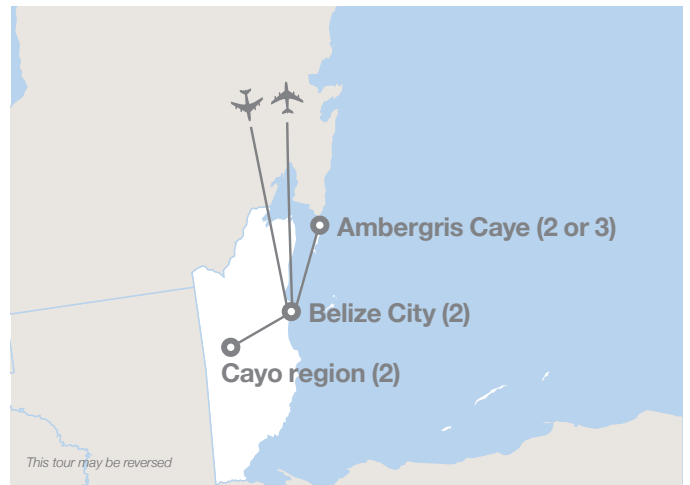 Ambergris Caye (2 or 3)
Belize City (2)
Cayo region (2)
This tour may be reversed